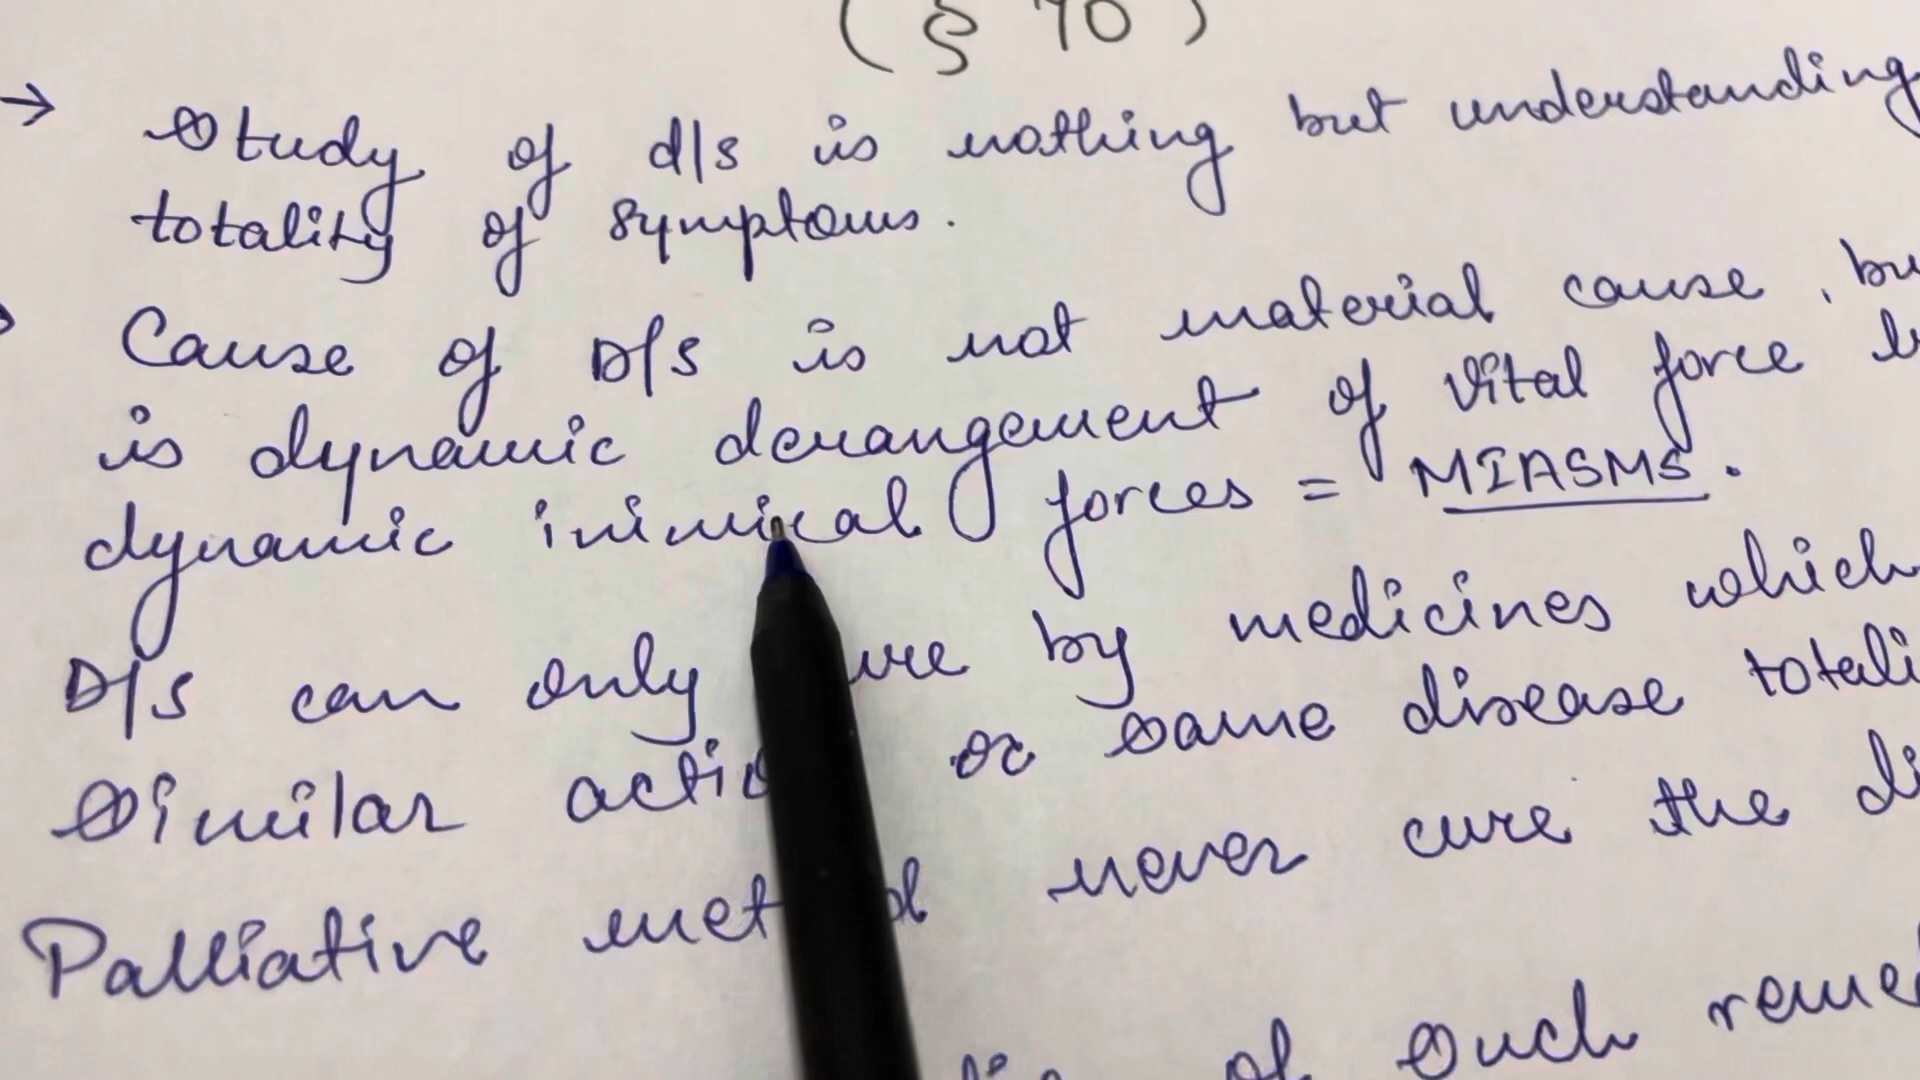 (§ 70)
→ Study of d/s is nothing but understanding
totality of symptoms.
Cause of D/s is not material cause, bu
is dynamic derangement of vital force b
dynamic inimical forces = MIASMS.
D/s can only by medicines which
Similar or same disease totali
Palliative never cure the di
of such reme